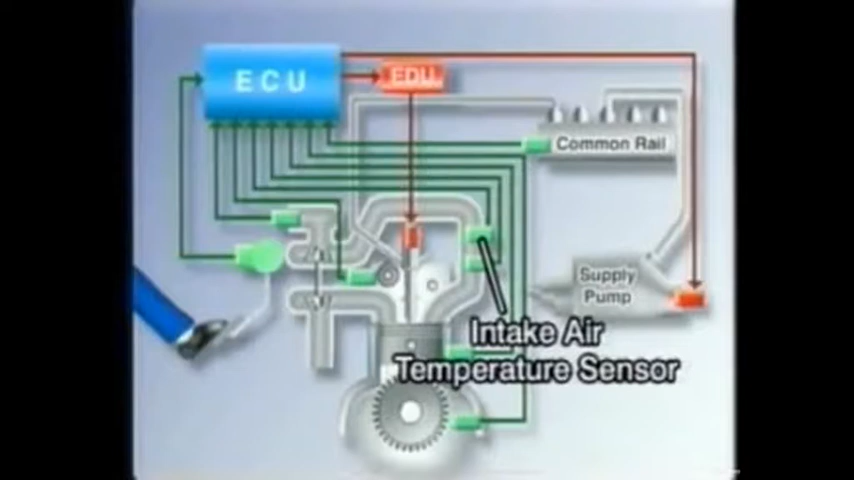 ECU
EDU
Common Rail
Supply
Pump
Intake Air
Temperature Sensor